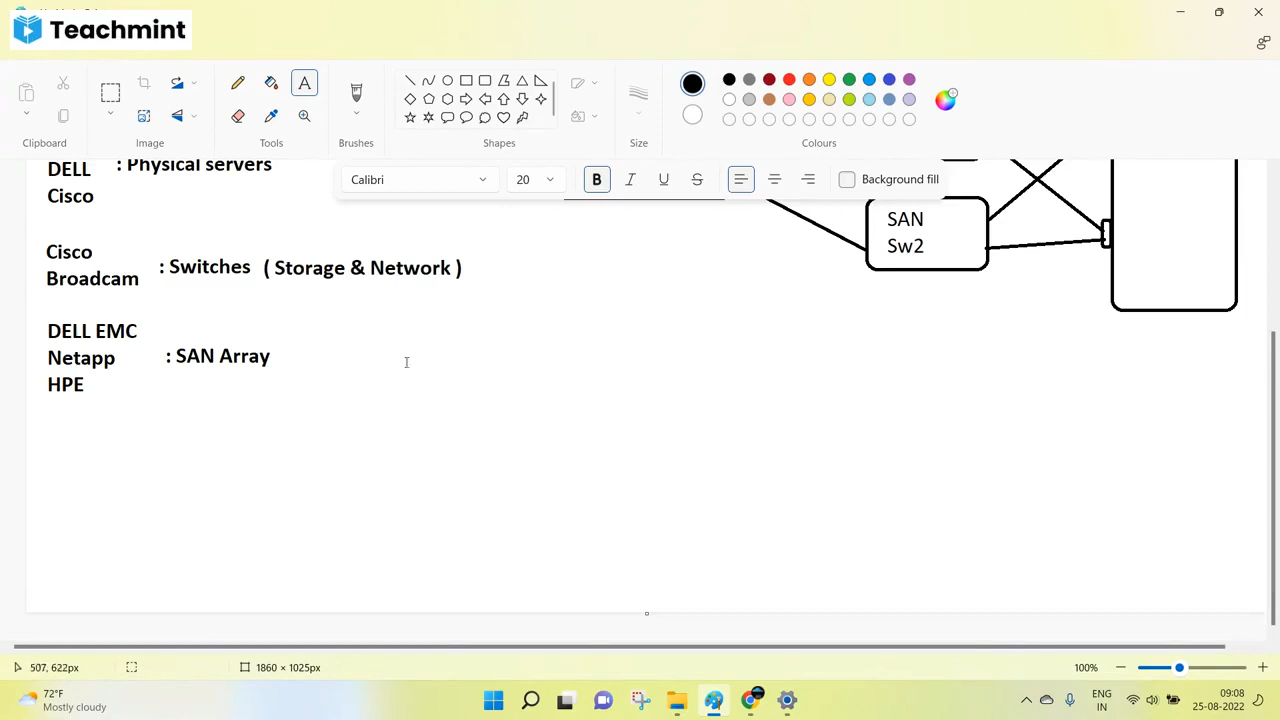 Teachmint
Clipboard
Image
Tools
Brushes
Shapes
Size
Colours
Calibri
20
B
Background fill
DELL
Cisco
: Physical servers
Cisco
Broadcam
: Switches ( Storage & Network )
DELL EMC
Netapp
HPE
: SAN Array
SAN
Sw2
507, 622px
1860 × 1025px
100%
72°F
Mostly cloudy
ENG
IN
09:08
25-08-2022